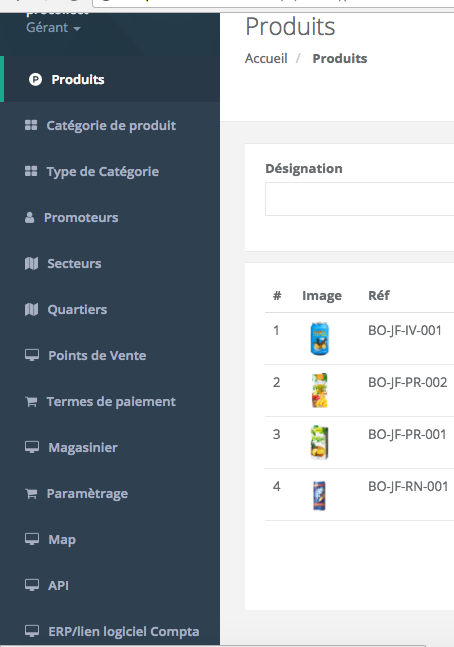 Gérant
Produits
Catégorie de produit
Type de Catégorie
Promoteurs
Secteurs
Quartiers
Points de Vente
Termes de paiement
Magasinier
Paramètrage
Map
API
ERP/lien logiciel Compta
Produits
Accueil / Produits
Désignation
# Image Réf
1 BO-JF-IV-001
2 BO-JF-PR-002
3 BO-JF-PR-001
4 BO-JF-RN-001